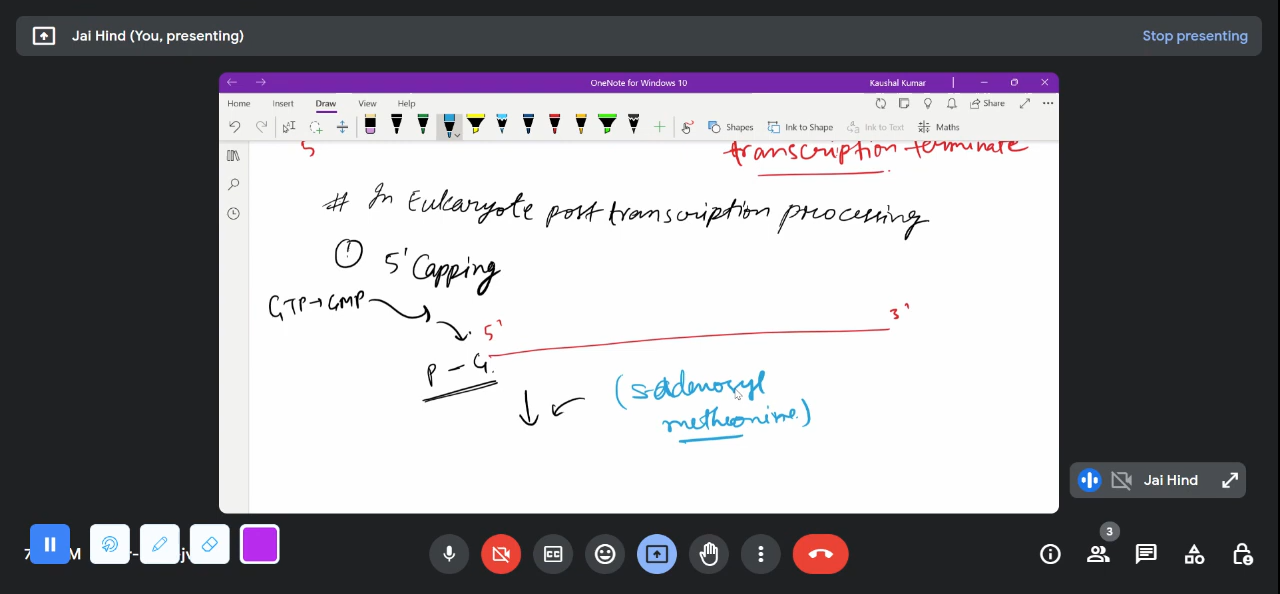 Jai Hind (You, presenting)
Stop presenting
OneNote for Windows 10
Kaushal Kumar
Home Insert Draw View Help
Share
Shapes Ink to Shape Ink to Text Maths
5
transcription terminate
# In Eukaryote post transcription processing
① 5' Capping
GTP→GMP
5'
3'
P - G.
(S-Adenosyl
metheonine.)
Jai Hind
3